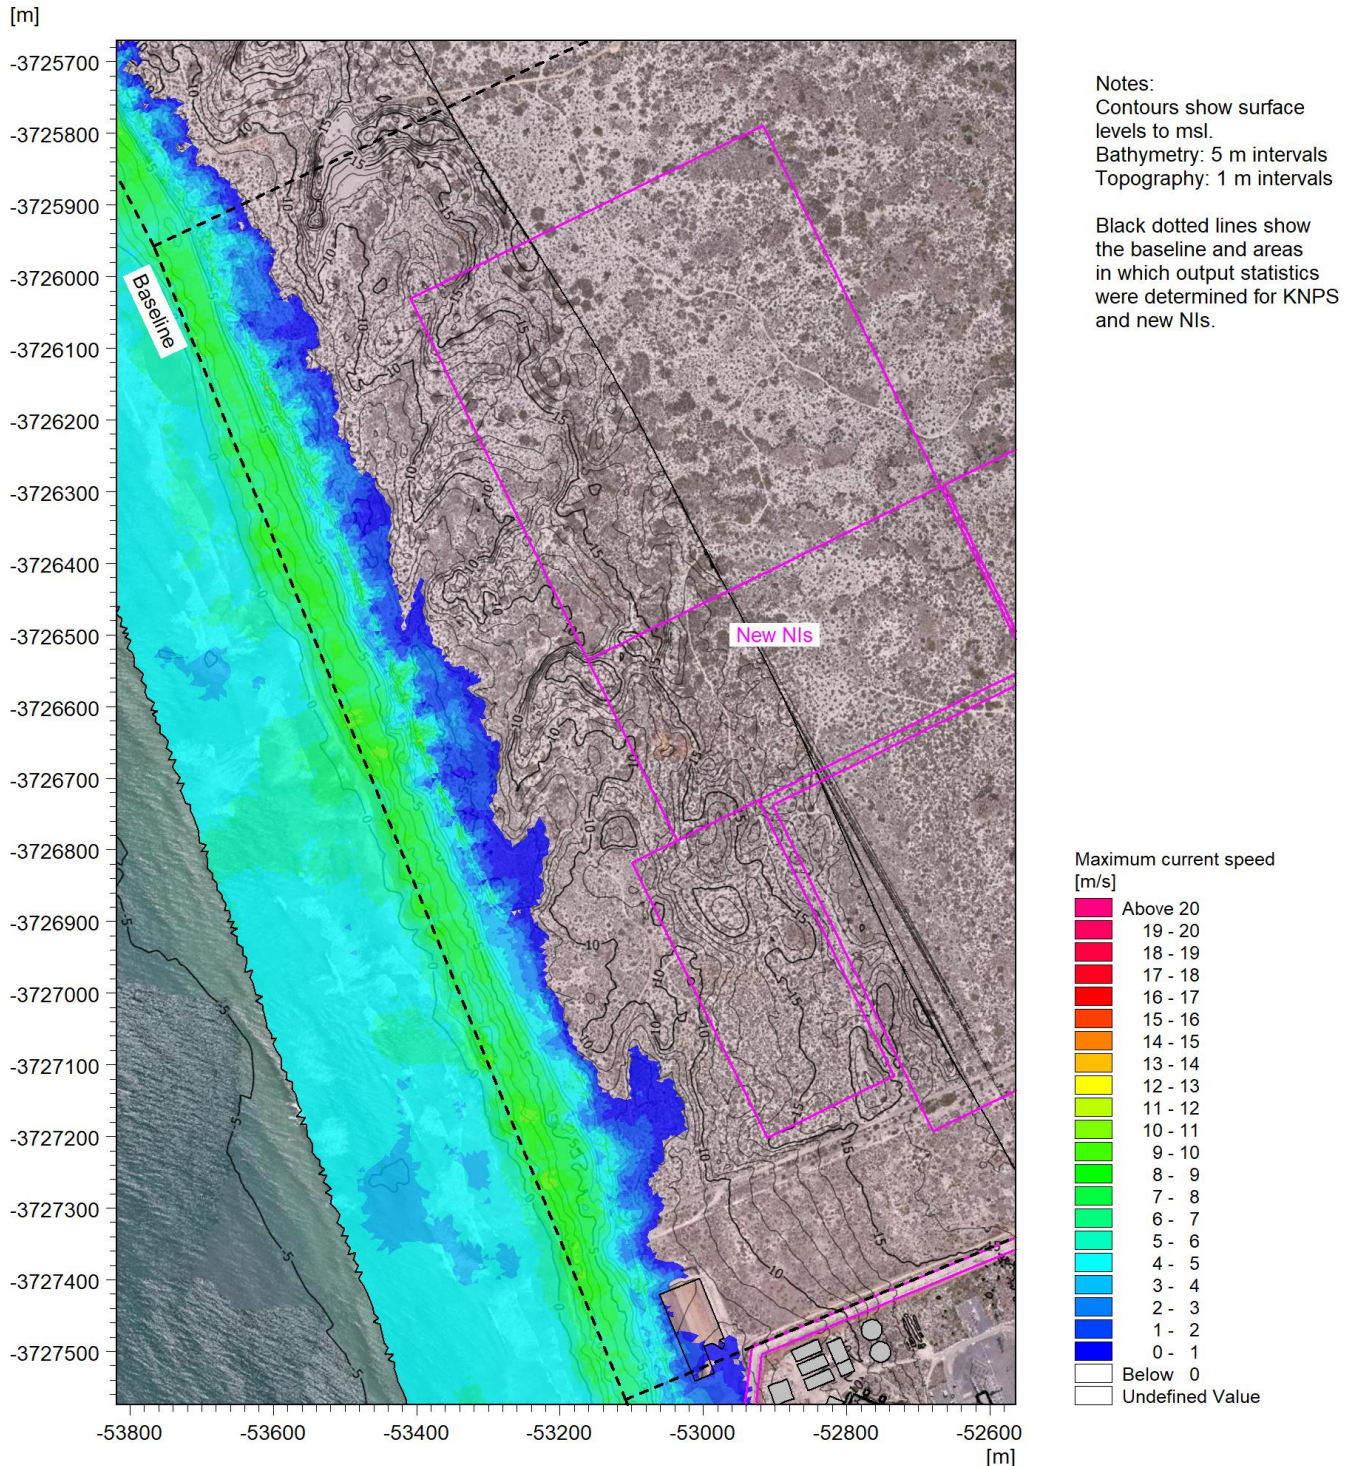 [m]
-3725700
-3725800
-3725900
-3726000
-3726100
-3726200
-3726300
-3726400
-3726500
-3726600
-3726700
-3726800
-3726900
-3727000
-3727100
-3727200
-3727300
-3727400
-3727500
-53800 -53600 -53400 -53200 -53000 -52800 -52600
[m]
Baseline
New NIs
Notes:
Contours show surface
levels to msl.
Bathymetry: 5 m intervals
Topography: 1 m intervals
Black dotted lines show
the baseline and areas
in which output statistics
were determined for KNPS
and new NIs.
Maximum current speed
[m/s]
Above 20
19 - 20
18 - 19
17 - 18
16 - 17
15 - 16
14 - 15
13 - 14
12 - 13
11 - 12
10 - 11
9 - 10
8 - 9
7 - 8
6 - 7
5 - 6
4 - 5
3 - 4
2 - 3
1 - 2
0 - 1
Below 0
Undefined Value